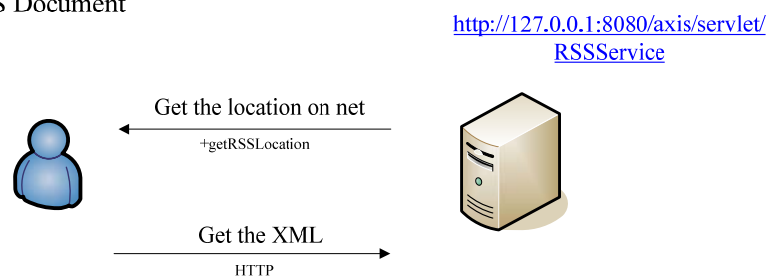 S Document
http://127.0.0.1:8080/axis/servlet/
RSSService
Get the location on net
+getRSSLocation
Get the XML
HTTP